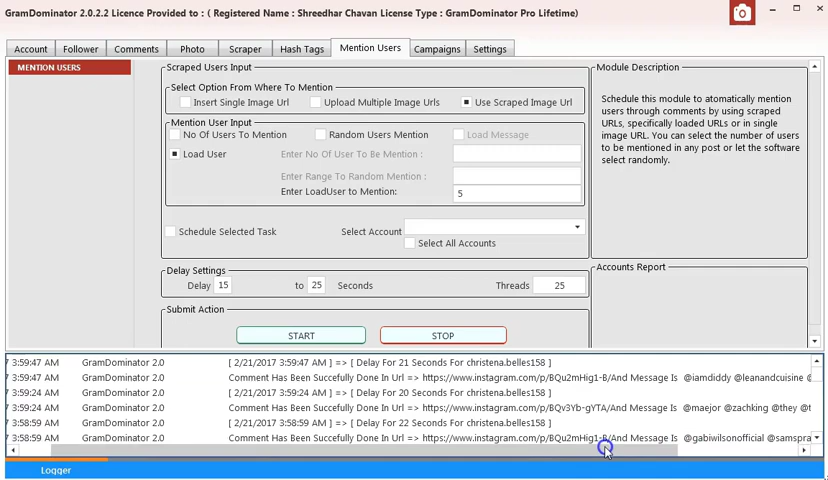 GramDominator 2.0.2.2 Licence Provided to : ( Registered Name : Shreedhar Chavan License Type : GramDominator Pro Lifetime)
Account Follower Comments Photo Scraper Hash Tags Mention Users Campaigns Settings
MENTION USERS
Scraped Users Input
Select Option From Where To Mention
Insert Single Image Url Upload Multiple Image Urls Use Scraped Image Url
Mention User Input
No Of Users To Mention Random Users Mention Load Message
Load User Enter No Of User To Be Mention :
Enter Range To Random Mention :
Enter LoadUser to Mention: 5
Schedule Selected Task Select Account
Select All Accounts
Delay Settings
Delay 15 to 25 Seconds Threads 25
Submit Action
START STOP
Module Description
Schedule this module to atomatically mention
users through comments by using scraped
URLs, specifically loaded URLs or in single
image URL. You can select the number of users
to be mentioned in any post or let the software
select randomly.
Accounts Report
7 3:59:47 AM GramDominator 2.0 [ 2/21/2017 3:59:47 AM ] => [ Delay For 21 Seconds For christena.belles158 ]
7 3:59:47 AM GramDominator 2.0 Comment Has Been Succefully Done In Url => https://www.instagram.com/p/BQu2mHig1-B/And Message Is @iamdiddy @leanandcuisine @
7 3:59:24 AM GramDominator 2.0 [ 2/21/2017 3:59:24 AM ] => [ Delay For 20 Seconds For christena.belles158 ]
7 3:59:24 AM GramDominator 2.0 Comment Has Been Succefully Done In Url => https://www.instagram.com/p/BQv3Yb-gYTA/And Message Is @maejor @zachking @they @t
7 3:58:59 AM GramDominator 2.0 [ 2/21/2017 3:58:59 AM ] => [ Delay For 22 Seconds For christena.belles158 ]
7 3:58:59 AM GramDominator 2.0 Comment Has Been Succefully Done In Url => https://www.instagram.com/p/BQu2mHig1-B/And Message Is @gabiwilsonofficial @samspra
Logger